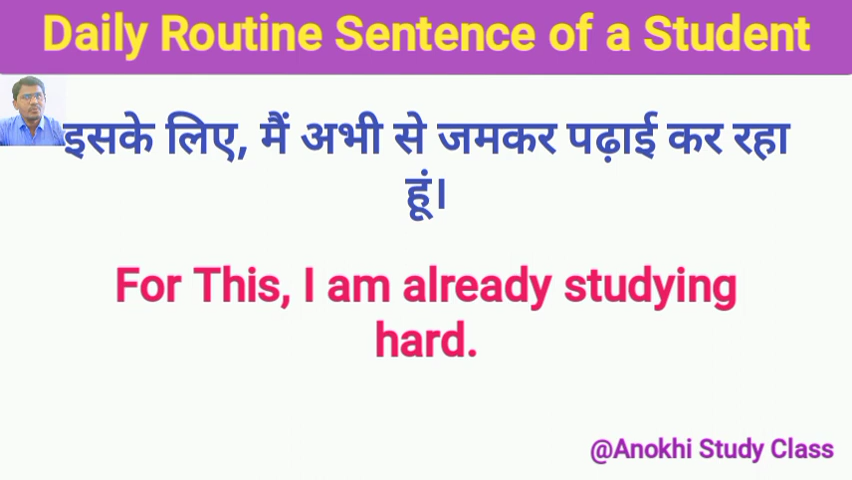 Daily Routine Sentence of a Student
इसके लिए, मैं अभी से जमकर पढ़ाई कर रहा
हूं।
For This, I am already studying
hard.
@Anokhi Study Class